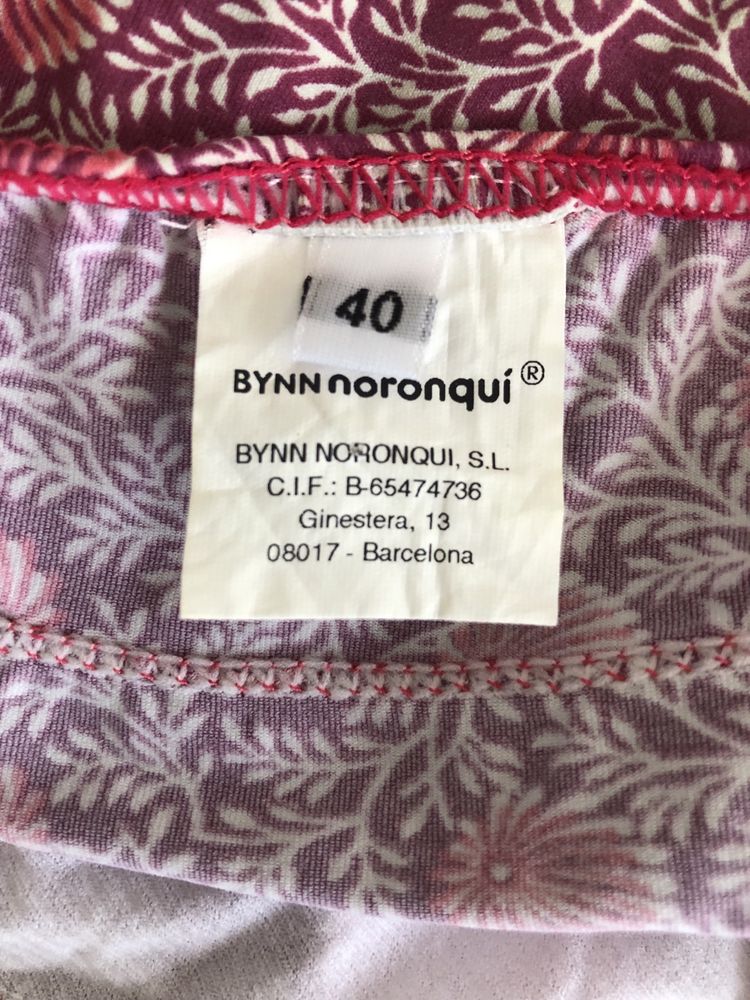 40
BYNN noronquí®
BYNN NORONQUI, S.L.
C.I.F.: B-65474736
Ginestera, 13
08017 - Barcelona